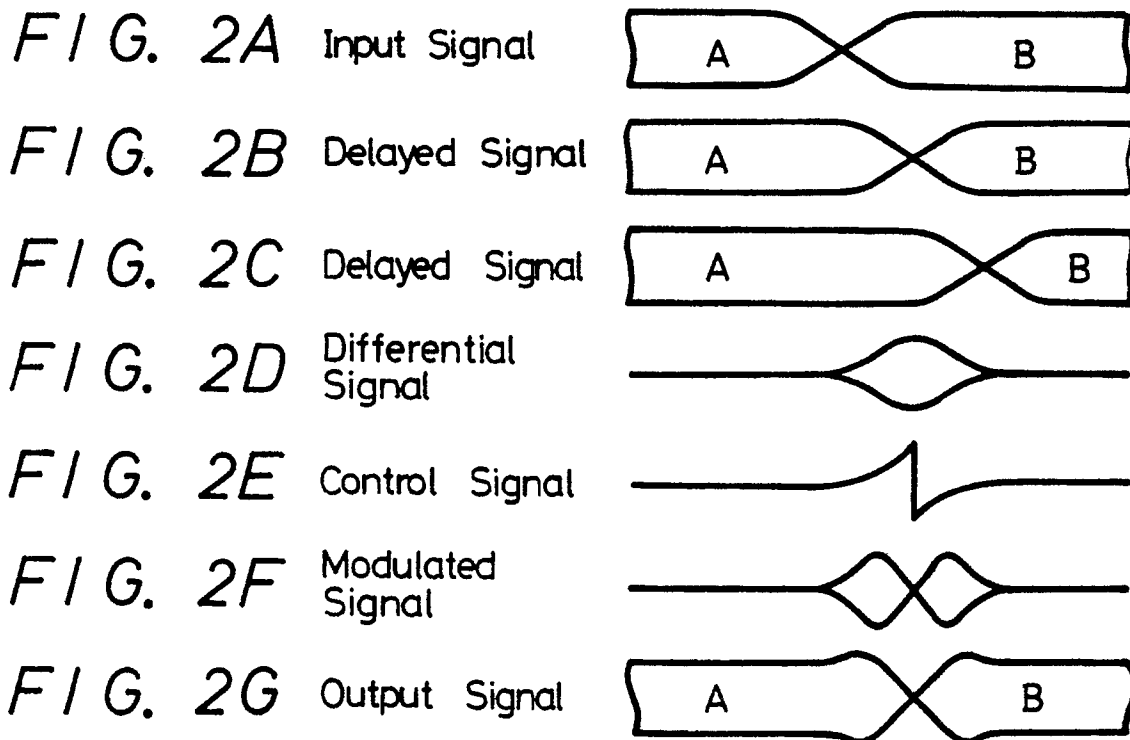 FIG. 2A Input Signal A B
FIG. 2B Delayed Signal A B
FIG. 2C Delayed Signal A B
FIG. 2D Differential
Signal
FIG. 2E Control Signal
FIG. 2F Modulated
Signal
FIG. 2G Output Signal A B